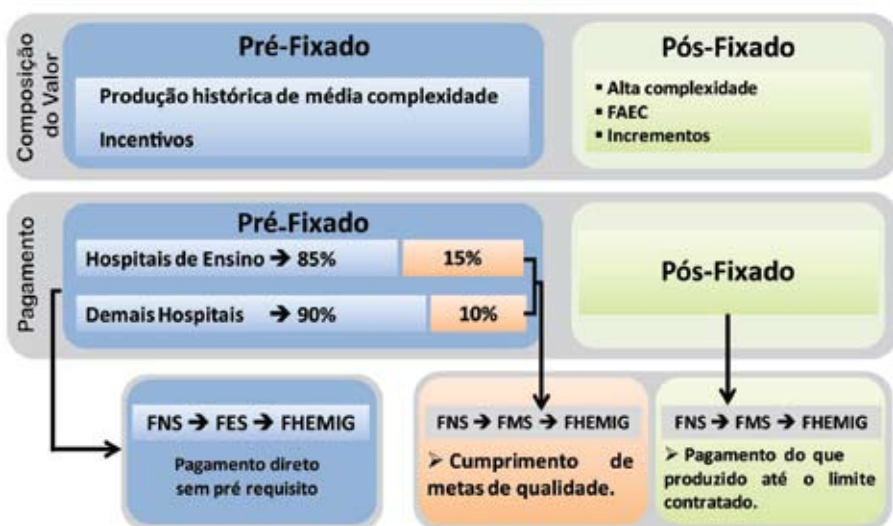 Composição
do Valor
Pré-Fixado
Produção histórica de média complexidade
Incentivos
Pós-Fixado
▪ Alta complexidade
▪ FAEC
▪ Incrementos
Pagamento
Pré-Fixado
Hospitais de Ensino → 85%
15%
Demais Hospitais → 90%
10%
Pós-Fixado
FNS → FES → FHEMIG
Pagamento direto
sem pré requisito
FNS → FMS → FHEMIG
➢ Cumprimento de
metas de qualidade.
FNS → FMS → FHEMIG
➢ Pagamento do que
produzido até o limite
contratado.